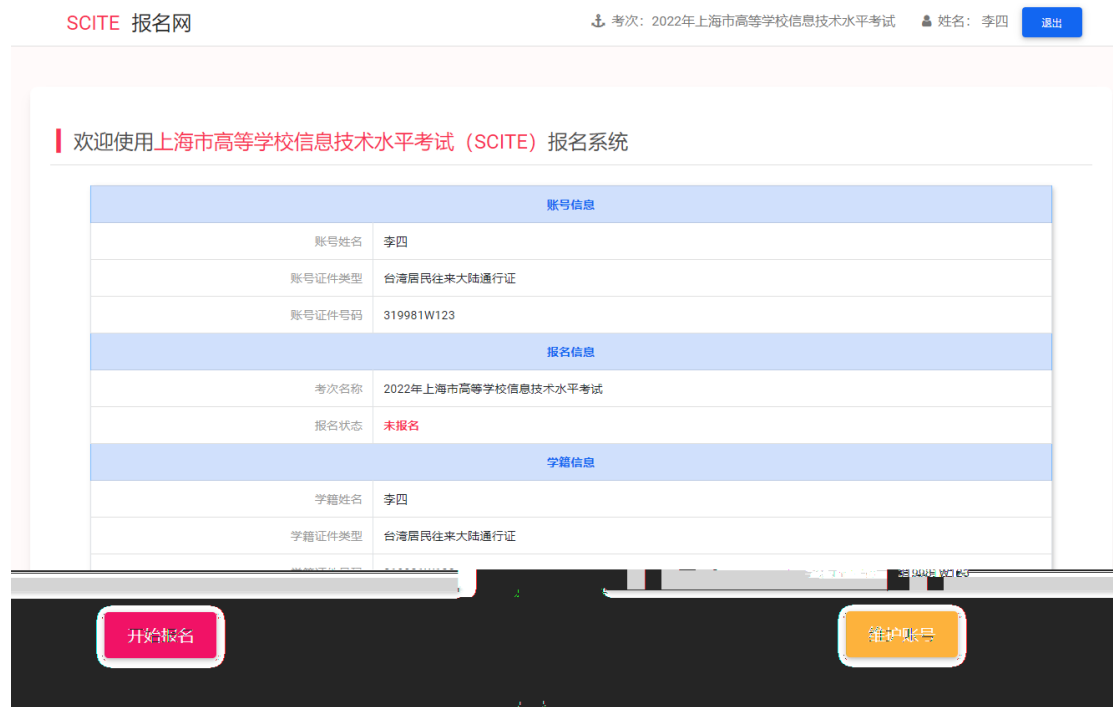 SCITE 报名网
考次：2022年上海市高等学校信息技术水平考试 姓名： 李四 退出
欢迎使用上海市高等学校信息技术水平考试（SCITE）报名系统
账号信息
账号姓名 李四
账号证件类型 台湾居民往来大陆通行证
账号证件号码 319981W123
报名信息
考次名称 2022年上海市高等学校信息技术水平考试
报名状态 未报名
学籍信息
学籍姓名 李四
学籍证件类型 台湾居民往来大陆通行证
开始报名 维护账号